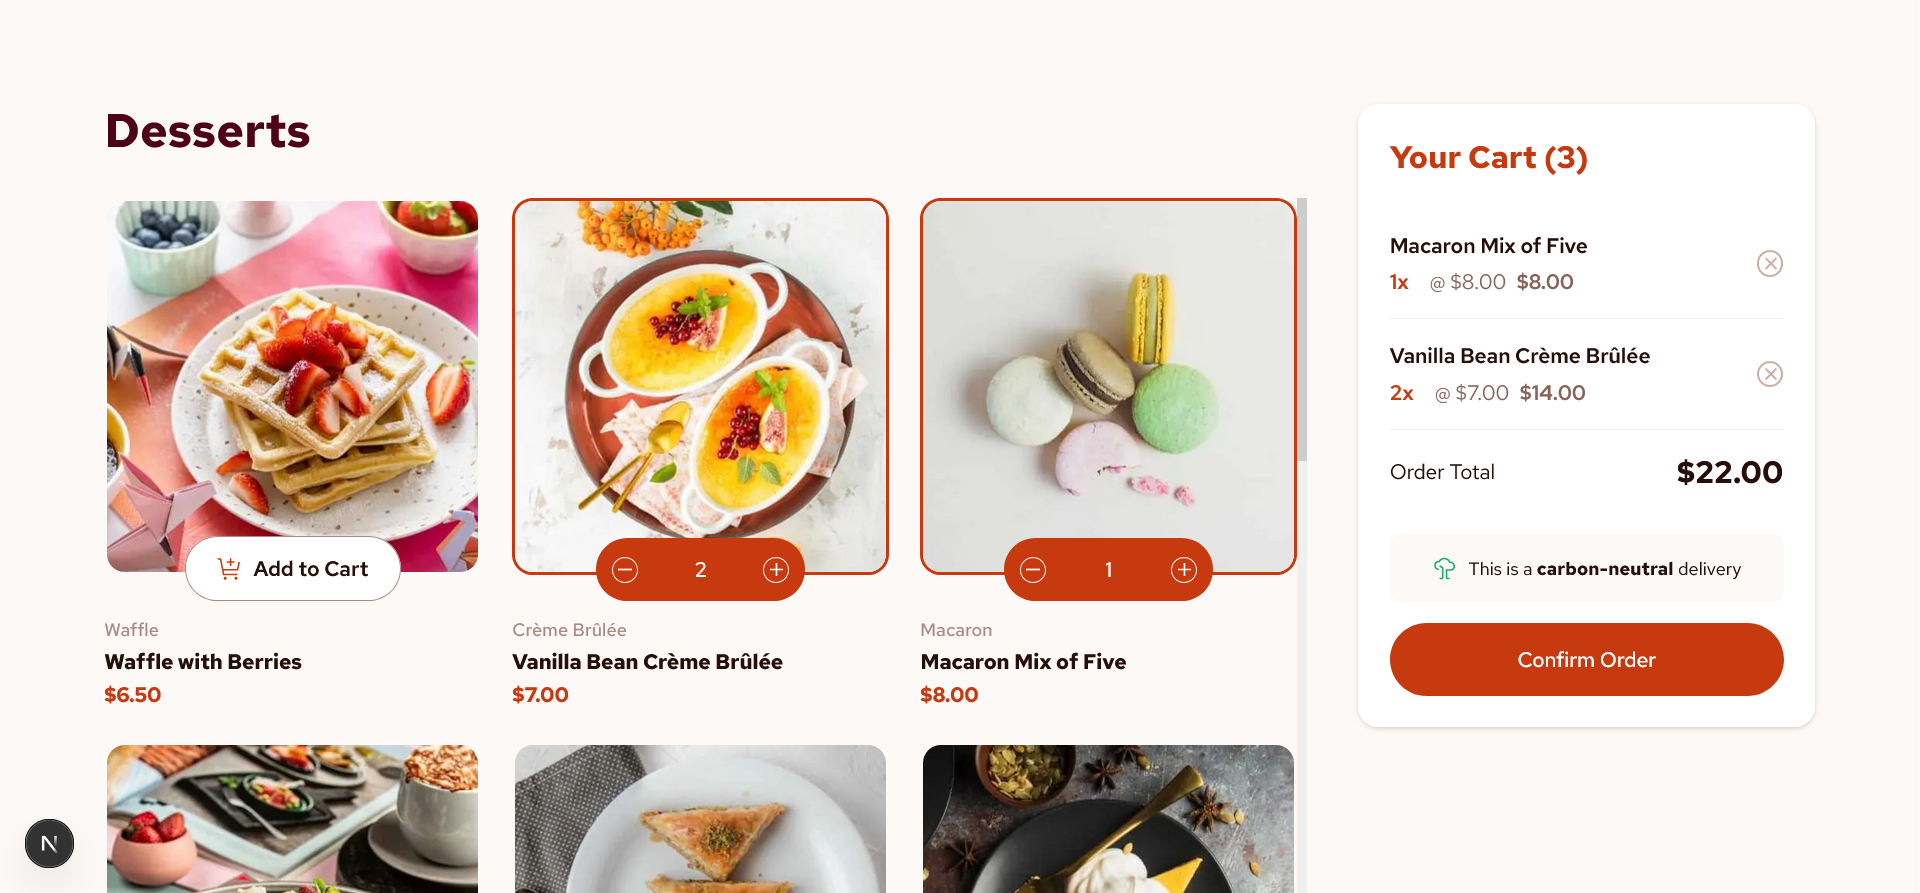 Desserts
Add to Cart
Waffle
Waffle with Berries
$6.50
2
Crème Brûlée
Vanilla Bean Crème Brûlée
$7.00
1
Macaron
Macaron Mix of Five
$8.00
Your Cart (3)
Macaron Mix of Five
1x @ $8.00 $8.00
Vanilla Bean Crème Brûlée
2x @ $7.00 $14.00
Order Total $22.00
This is a carbon-neutral delivery
Confirm Order
N